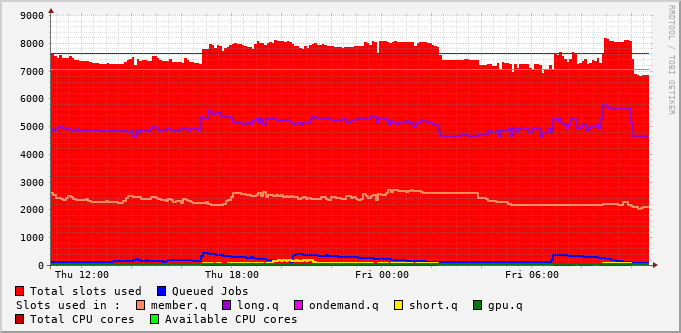 9000
8000
7000
6000
5000
4000
3000
2000
1000
0
Thu 12:00 Thu 18:00 Fri 00:00 Fri 06:00
RRDTOOL / TOBI OETIKER
Total slots used Queued Jobs
Slots used in : member.q long.q ondemand.q short.q gpu.q
Total CPU cores Available CPU cores